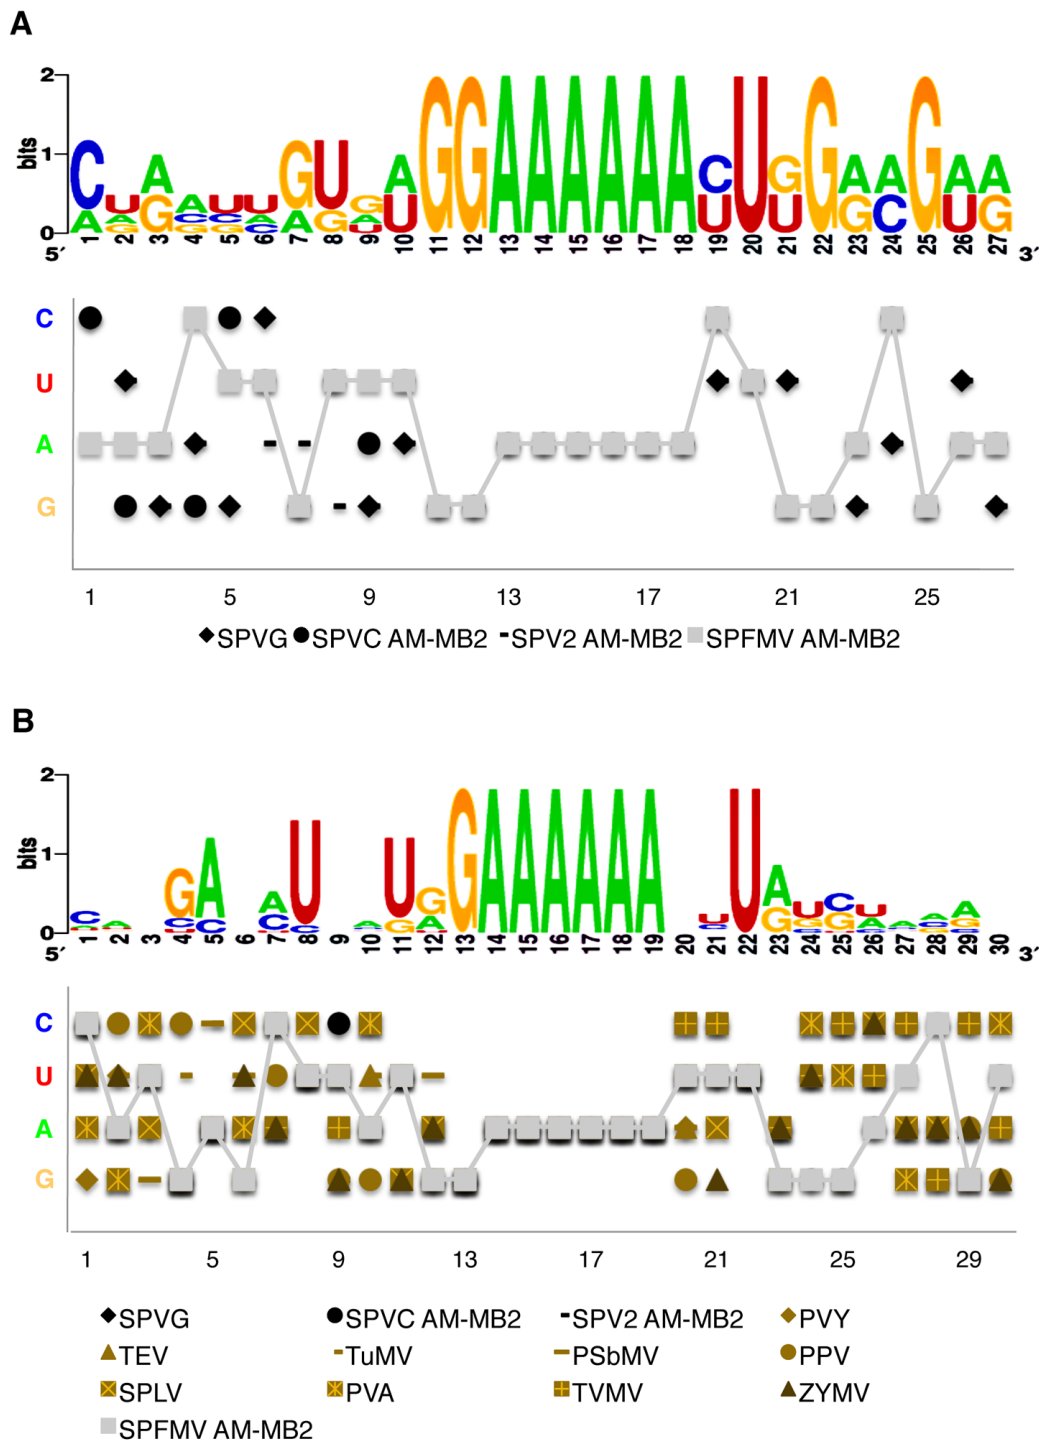 A
2
bits
1
0
C U A A U U G U G A G G A A A A A A C U G G A A G A A
A A G C C A A G A U U U G C U G
G G G C U
1 2 3 4 5 6 7 8 9 10 11 12 13 14 15 16 17 18 19 20 21 22 23 24 25 26 27
5´ 3´
C
U
A
G
1 5 9 13 17 21 25
SPVG SPVC AM-MB2 SPV2 AM-MB2 SPFMV AM-MB2
B
2
bits
1
0
1 2 3 4 5 6 7 8 9 10 11 12 13 14 15 16 17 18 19 20 21 22 23 24 25 26 27 28 29 30
5´ 3´
C
U
A
G
1 5 9 13 17 21 25 29
SPVG SPVC AM-MB2 SPV2 AM-MB2 PVY
TEV TuMV PSbMV PPV
SPLV PVA TVMV ZYMV
SPFMV AM-MB2